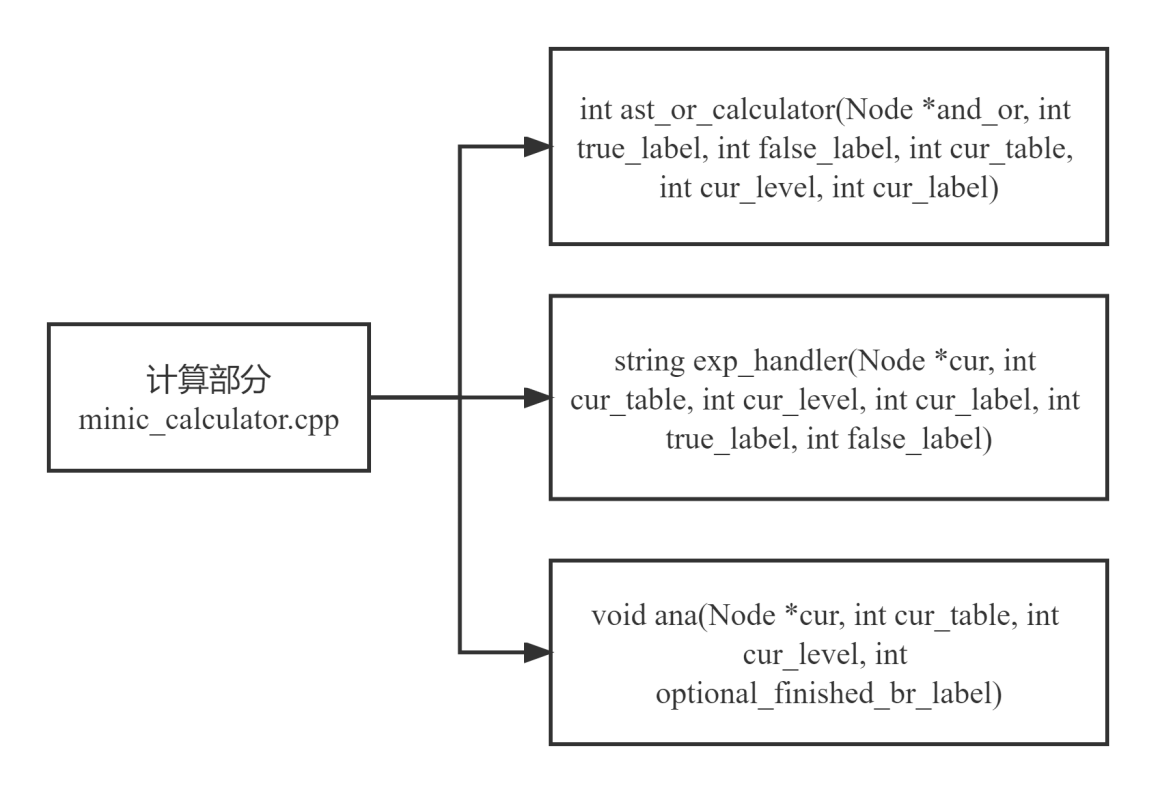 int ast_or_calculator(Node *and_or, int
true_label, int false_label, int cur_table,
int cur_level, int cur_label)
计算部分
minic_calculator.cpp
string exp_handler(Node *cur, int
cur_table, int cur_level, int cur_label, int
true_label, int false_label)
void ana(Node *cur, int cur_table, int
cur_level, int
optional_finished_br_label)